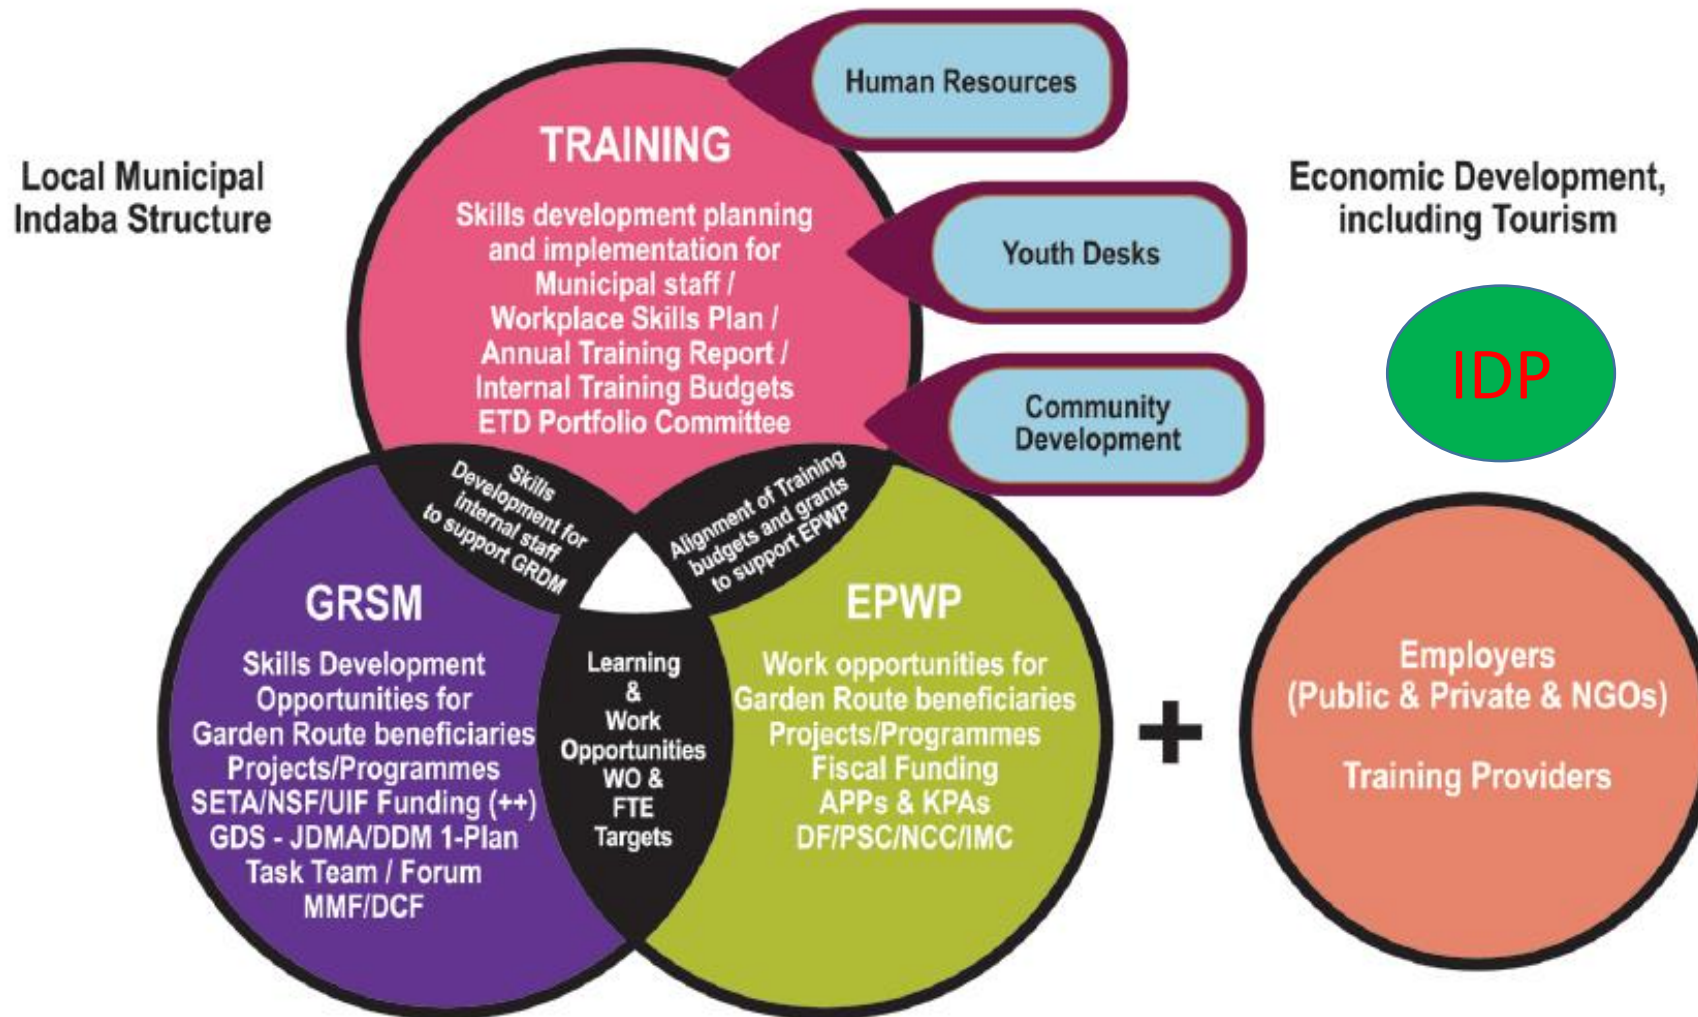 Local Municipal
Indaba Structure
TRAINING
Skills development planning
and implementation for
Municipal staff /
Workplace Skills Plan /
Annual Training Report /
Internal Training Budgets
ETD Portfolio Committee
Human Resources
Youth Desks
Community
Development
Economic Development,
including Tourism
IDP
Skills
Development for
internal staff
to support GRDM
Alignment of Training
budgets and grants
to support EPWP
GRSM
Skills Development
Opportunities for
Garden Route beneficiaries
Projects/Programmes
SETA/NSF/UIF Funding (++)
GDS - JDMA/DDM 1-Plan
Task Team / Forum
MMF/DCF
Learning
&
Work
Opportunities
WO &
FTE
Targets
EPWP
Work opportunities for
Garden Route beneficiaries
Projects/Programmes
Fiscal Funding
APPs & KPAs
DF/PSC/NCC/IMC
+
Employers
(Public & Private & NGOs)
Training Providers